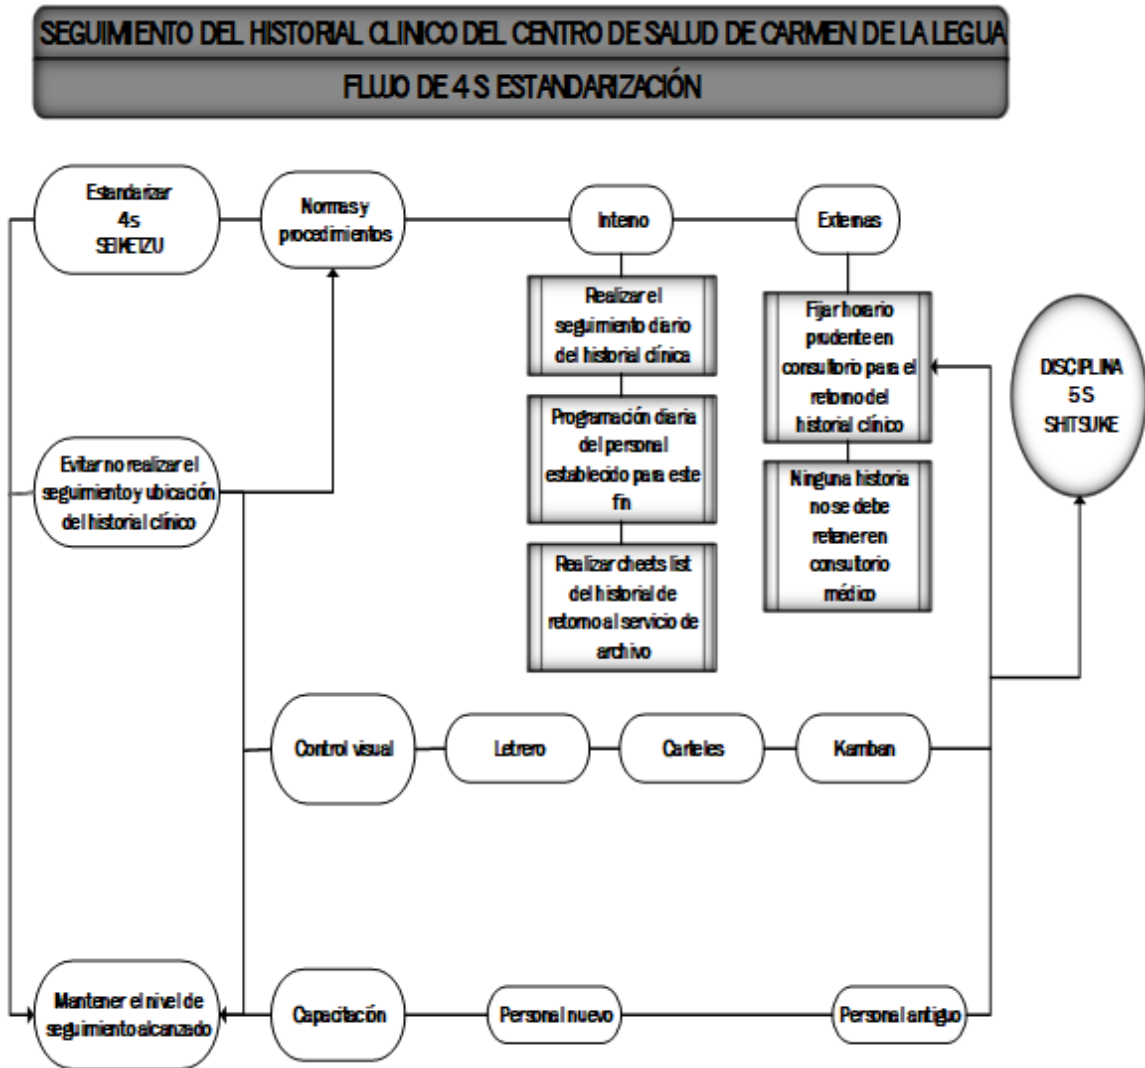 SEGUIMIENTO DEL HISTORIAL CLINICO DEL CENTRO DE SALUD DE CARMEN DE LA LEGUA
FLUJO DE 4 S ESTANDARIZACIÓN
Estandarizar
4s
SEIKETZU
Normas y
procedimientos
Interno
Externas
Realizar el
seguimiento diario
del historial clínica
Fijar horario
prudente en
consultorio para el
retorno del
historial clínico
DISCIPLINA
5 S
SHITSUKE
Programación diaria
del personal
establecido para este
fin
Evitar no realizar el
seguimiento y ubicación
del historial clínico
Ninguna historia
no se debe
retener en
consultorio
médico
Realizar cheets list
del historial de
retorno al servicio de
archivo
Control visual
Letrero
Carteles
Kamban
Mantener el nivel de
seguimiento alcanzado
Capacitación
Personal nuevo
Personal antiguo